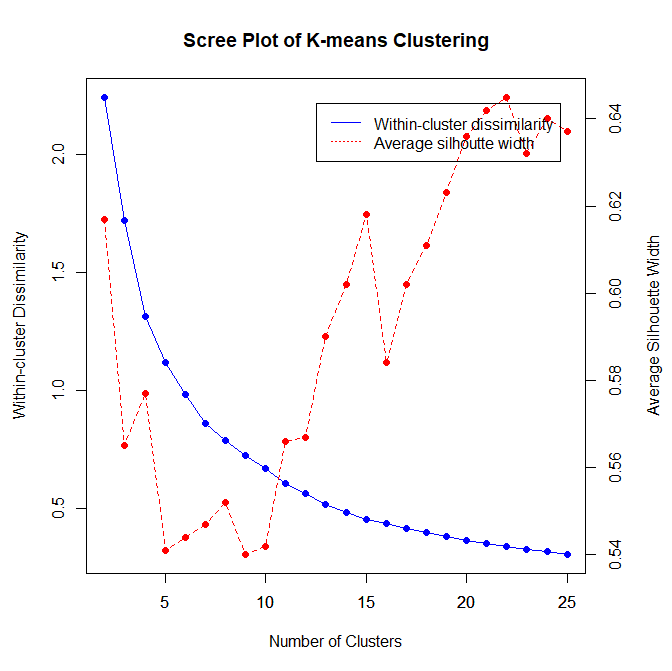 Scree Plot of K-means Clustering
Within-cluster dissimilarity
Average silhoutte width
Within-cluster Dissimilarity
0.5
1.0
1.5
2.0
5
10
15
20
25
Number of Clusters
0.54
0.56
0.58
0.60
0.62
0.64
Average Silhouette Width